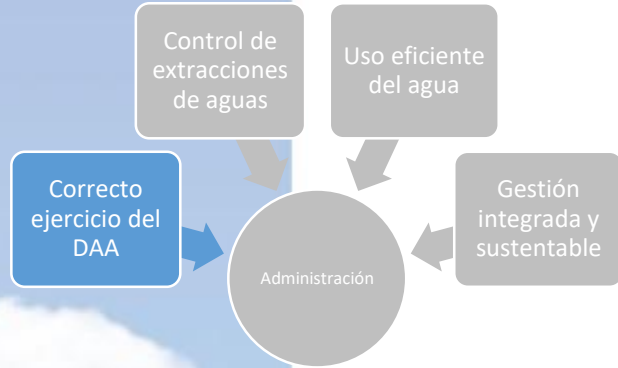 Control de
extracciones
de aguas
Uso eficiente
del agua
Correcto
ejercicio del
DAA
Gestión
integrada y
sustentable
Administración